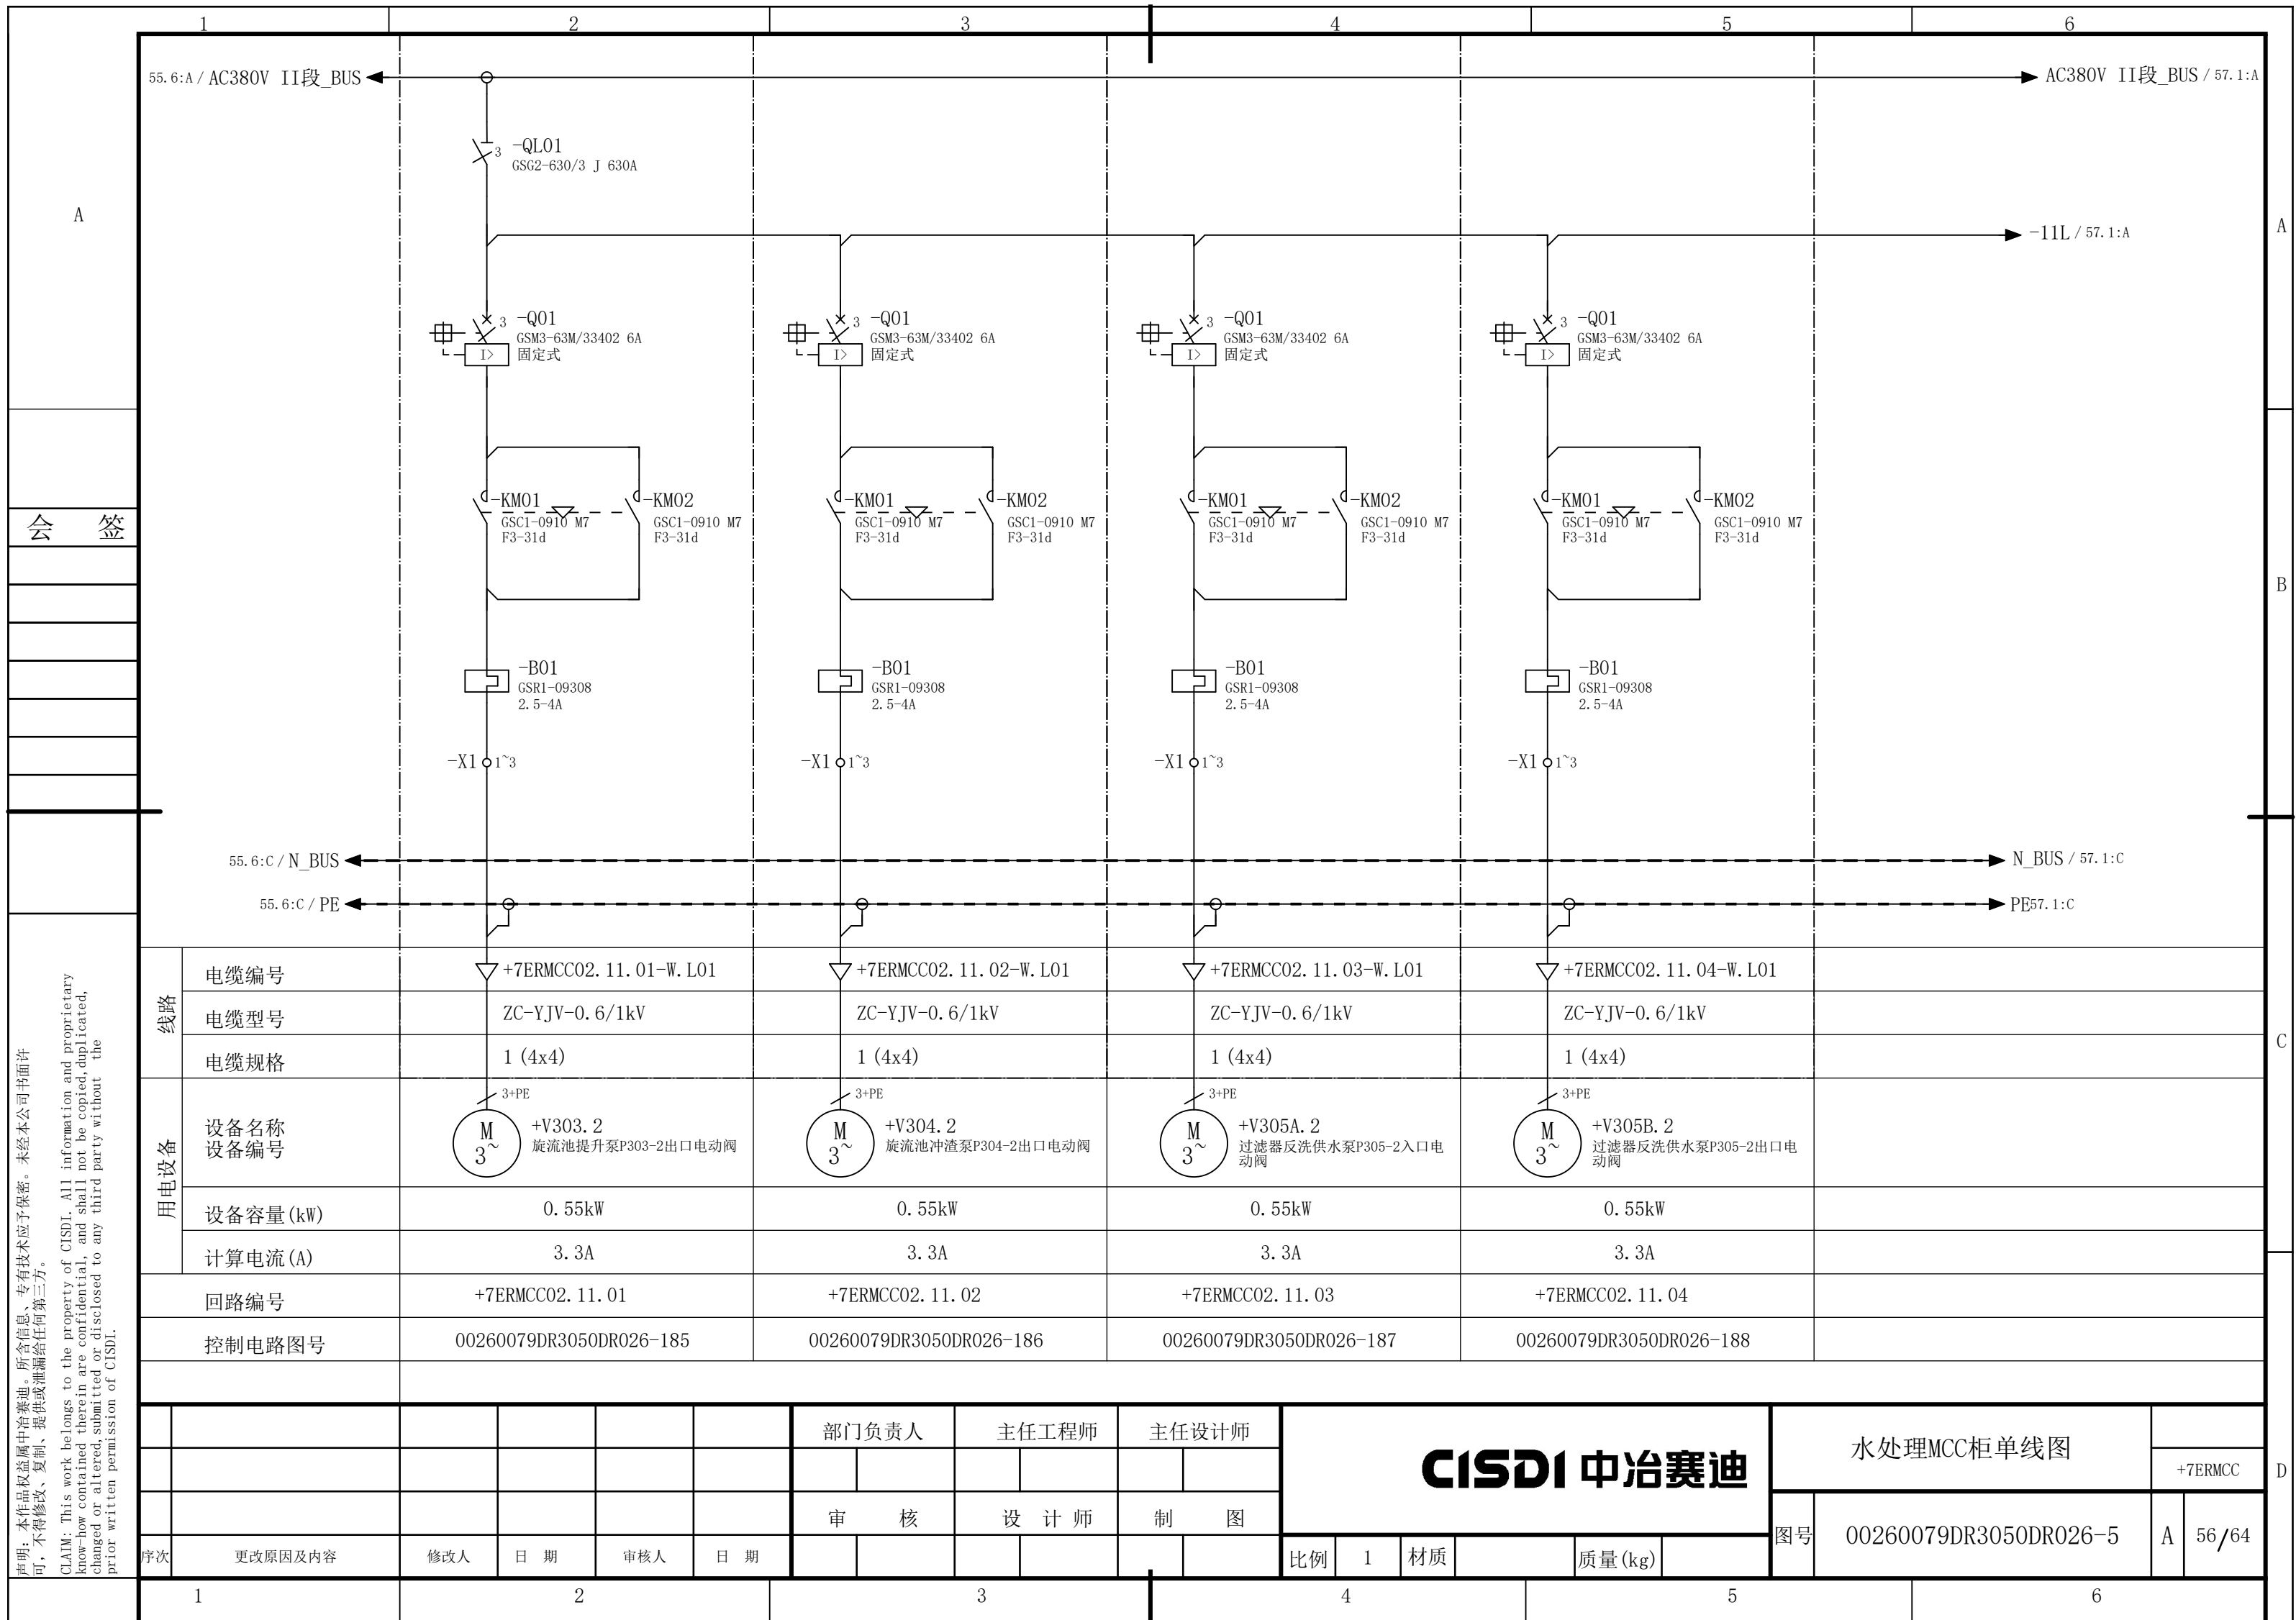 1 2 3 4 5 6
55.6:A / AC380V II段_BUS
AC380V II段_BUS / 57.1:A
-QL01
3
GSG2-630/3 J 630A
A
A
-11L / 57.1:A
3 -Q01
GSM3-63M/33402 6A
I> 固定式
3 -Q01
GSM3-63M/33402 6A
I> 固定式
3 -Q01
GSM3-63M/33402 6A
I> 固定式
3 -Q01
GSM3-63M/33402 6A
I> 固定式
-KM01
GSC1-0910 M7
F3-31d
-KM02
GSC1-0910 M7
F3-31d
-KM01
GSC1-0910 M7
F3-31d
-KM02
GSC1-0910 M7
F3-31d
-KM01
GSC1-0910 M7
F3-31d
-KM02
GSC1-0910 M7
F3-31d
-KM01
GSC1-0910 M7
F3-31d
-KM02
GSC1-0910 M7
F3-31d
会 签
B
-B01
GSR1-09308
2.5-4A
-B01
GSR1-09308
2.5-4A
-B01
GSR1-09308
2.5-4A
-B01
GSR1-09308
2.5-4A
-X1 1~3
-X1 1~3
-X1 1~3
-X1 1~3
55.6:C / N_BUS
N_BUS / 57.1:C
55.6:C / PE
PE57.1:C
线路
电缆编号 +7ERMCC02.11.01-W.L01 +7ERMCC02.11.02-W.L01 +7ERMCC02.11.03-W.L01 +7ERMCC02.11.04-W.L01
电缆型号 ZC-YJV-0.6/1kV ZC-YJV-0.6/1kV ZC-YJV-0.6/1kV ZC-YJV-0.6/1kV
C
电缆规格 1 (4x4) 1 (4x4) 1 (4x4) 1 (4x4)
用电设备
设备名称
设备编号
3+PE
M
3~
+V303.2
旋流池提升泵P303-2出口电动阀
3+PE
M
3~
+V304.2
旋流池冲渣泵P304-2出口电动阀
3+PE
M
3~
+V305A.2
过滤器反洗供水泵P305-2入口电
动阀
3+PE
M
3~
+V305B.2
过滤器反洗供水泵P305-2出口电
动阀
设备容量(kW) 0.55kW 0.55kW 0.55kW 0.55kW
计算电流(A) 3.3A 3.3A 3.3A 3.3A
回路编号 +7ERMCC02.11.01 +7ERMCC02.11.02 +7ERMCC02.11.03 +7ERMCC02.11.04
控制电路图号 00260079DR3050DR026-185 00260079DR3050DR026-186 00260079DR3050DR026-187 00260079DR3050DR026-188
声明: 本作品权益属中冶赛迪。所含信息、专有技术应予保密。未经本公司书面许
可, 不得修改、复制、提供或泄漏给任何第三方。
CLAIM: This work belongs to the property of CISDI. All information and proprietary
know-how contained therein are confidential, and shall not be copied,duplicated,
changed or altered,submitted or disclosed to any third party without the
prior written permission of CISDI.
部门负责人 主任工程师 主任设计师
审 核 设 计 师 制 图
序次 更改原因及内容 修改人 日 期 审核人 日 期
CISDI 中冶赛迪
比例 1 材质 质量(kg)
水处理MCC柜单线图
+7ERMCC
D
图号 00260079DR3050DR026-5 A 56/64
1 2 3 4 5 6